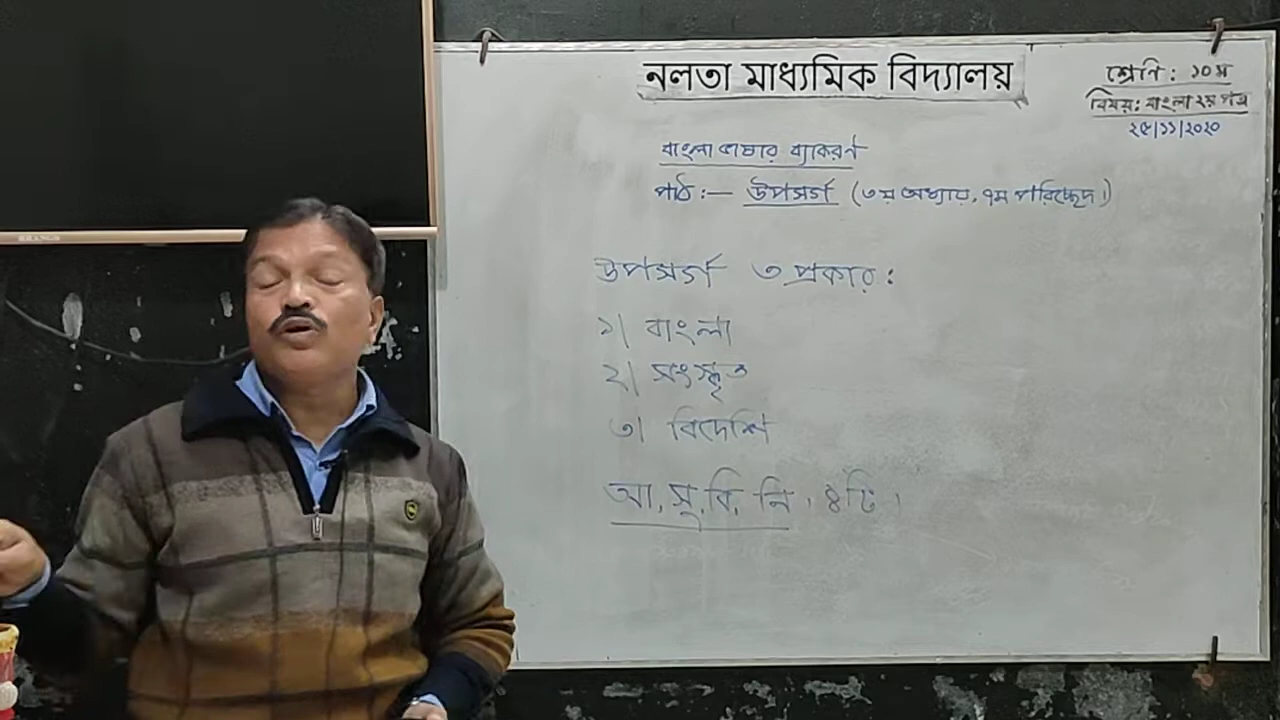 নলতা মাধ্যমিক বিদ্যালয়
শ্রেণি: ১০ম
বিষয়: বাংলা ২য় পত্র
২৫/১১/২০২০
বাংলা ভাষার ব্যাকরণ
পাঠ:— উপসর্গ (৩য় অধ্যায়, ৭ম পরিচ্ছেদ।)
উপসর্গ ৩ প্রকার:
১। বাংলা
২। সংস্কৃত
৩। বিদেশি
আ, সু, বি, নি। ৪টি।